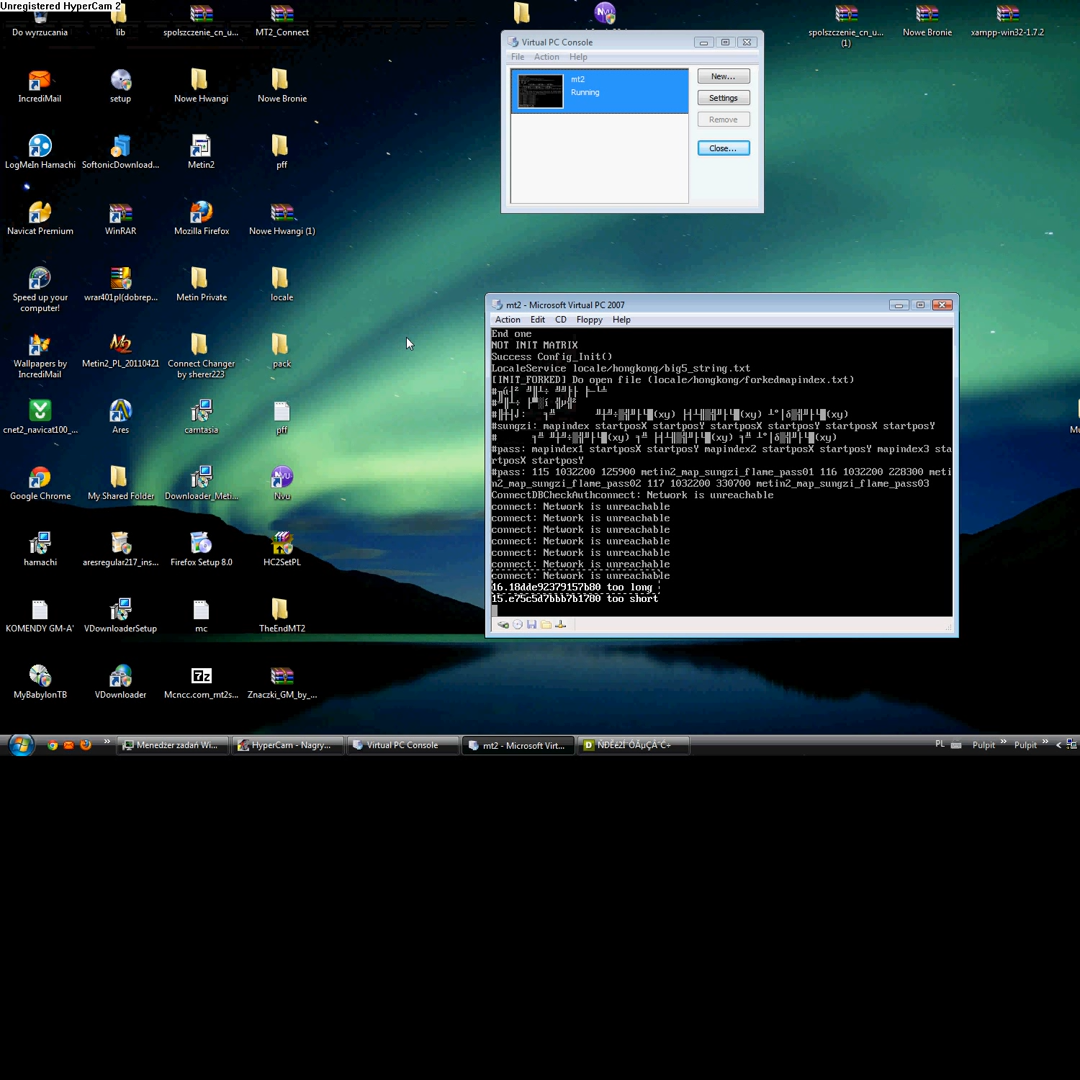 Unregistered HyperCam 2
Do wyrzucania
lib
spolszczenie_cn_u...
MT2_Connect
spolszczenie_cn_u...
(1)
Nowe Bronie
xampp-win32-1.7.2
Virtual PC Console
File Action Help
mt2
Running
New...
Settings
Remove
Close...
IncrediMail
setup
Nowe Hwangi
Nowe Bronie
LogMeIn Hamachi
SoftonicDownload...
Metin2
pff
Navicat Premium
WinRAR
Mozilla Firefox
Nowe Hwangi (1)
Speed up your
computer!
wrar401pl(dobrep...
Metin Private
locale
Wallpapers by
IncrediMail
Metin2_PL_20110421
Connect Changer
by sherer223
pack
cnet2_navicat100_...
Ares
camtasia
pff
Google Chrome
My Shared Folder
Downloader_Meti...
Nvu
hamachi
aresregular217_ins...
Firefox Setup 8.0
HC2SetPL
KOMENDY GM-A'
VDownloaderSetup
mc
TheEndMT2
MyBabylonTB
VDownloader
Mcncc.com_mt2s...
Znaczki_GM_by_...
mt2 - Microsoft Virtual PC 2007
Action Edit CD Floppy Help
End one
NOT INIT MATRIX
Success Config_Init()
LocaleService locale/hongkong/big5_string.txt
[INIT_FORKED] Do open file (locale/hongkong/forkedmapindex.txt)
#sungzi: mapindex startposX startposY startposX startposY startposX startposY
#pass: mapindex1 startposX startposY mapindex2 startposX startposY mapindex3 sta
rtposX startposY
#pass: 115 1032200 125900 metin2_map_sungzi_flame_pass01 116 1032200 228300 meti
n2_map_sungzi_flame_pass02 117 1032200 330700 metin2_map_sungzi_flame_pass03
ConnectDBCheckAuthconnect: Network is unreachable
connect: Network is unreachable
connect: Network is unreachable
connect: Network is unreachable
connect: Network is unreachable
connect: Network is unreachable
connect: Network is unreachable
connect: Network is unreachable
16.18dde92379157b80 too long
15.e75c5d7bbb7b1780 too short
Menedżer zadań Wi...
HyperCam - Nagry...
Virtual PC Console
mt2 - Microsoft Virt...
PL
Pulpit
Pulpit